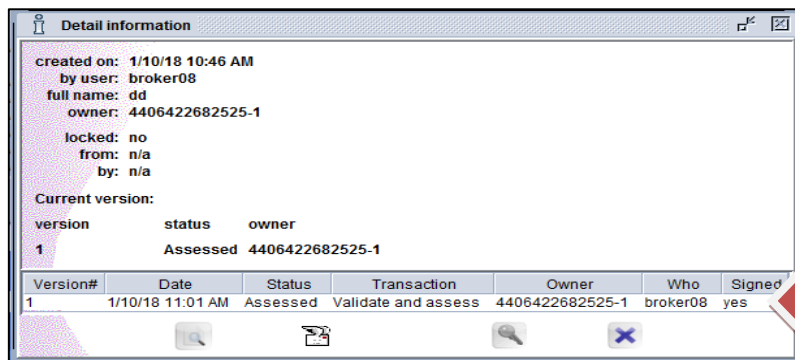 Detail information
created on: 1/10/18 10:46 AM
by user: broker08
full name: dd
owner: 4406422682525-1
locked: no
from: n/a
by: n/a
Current version:
version status owner
1 Assessed 4406422682525-1
Version# Date Status Transaction Owner Who Signed
1 1/10/18 11:01 AM Assessed Validate and assess 4406422682525-1 broker08 yes